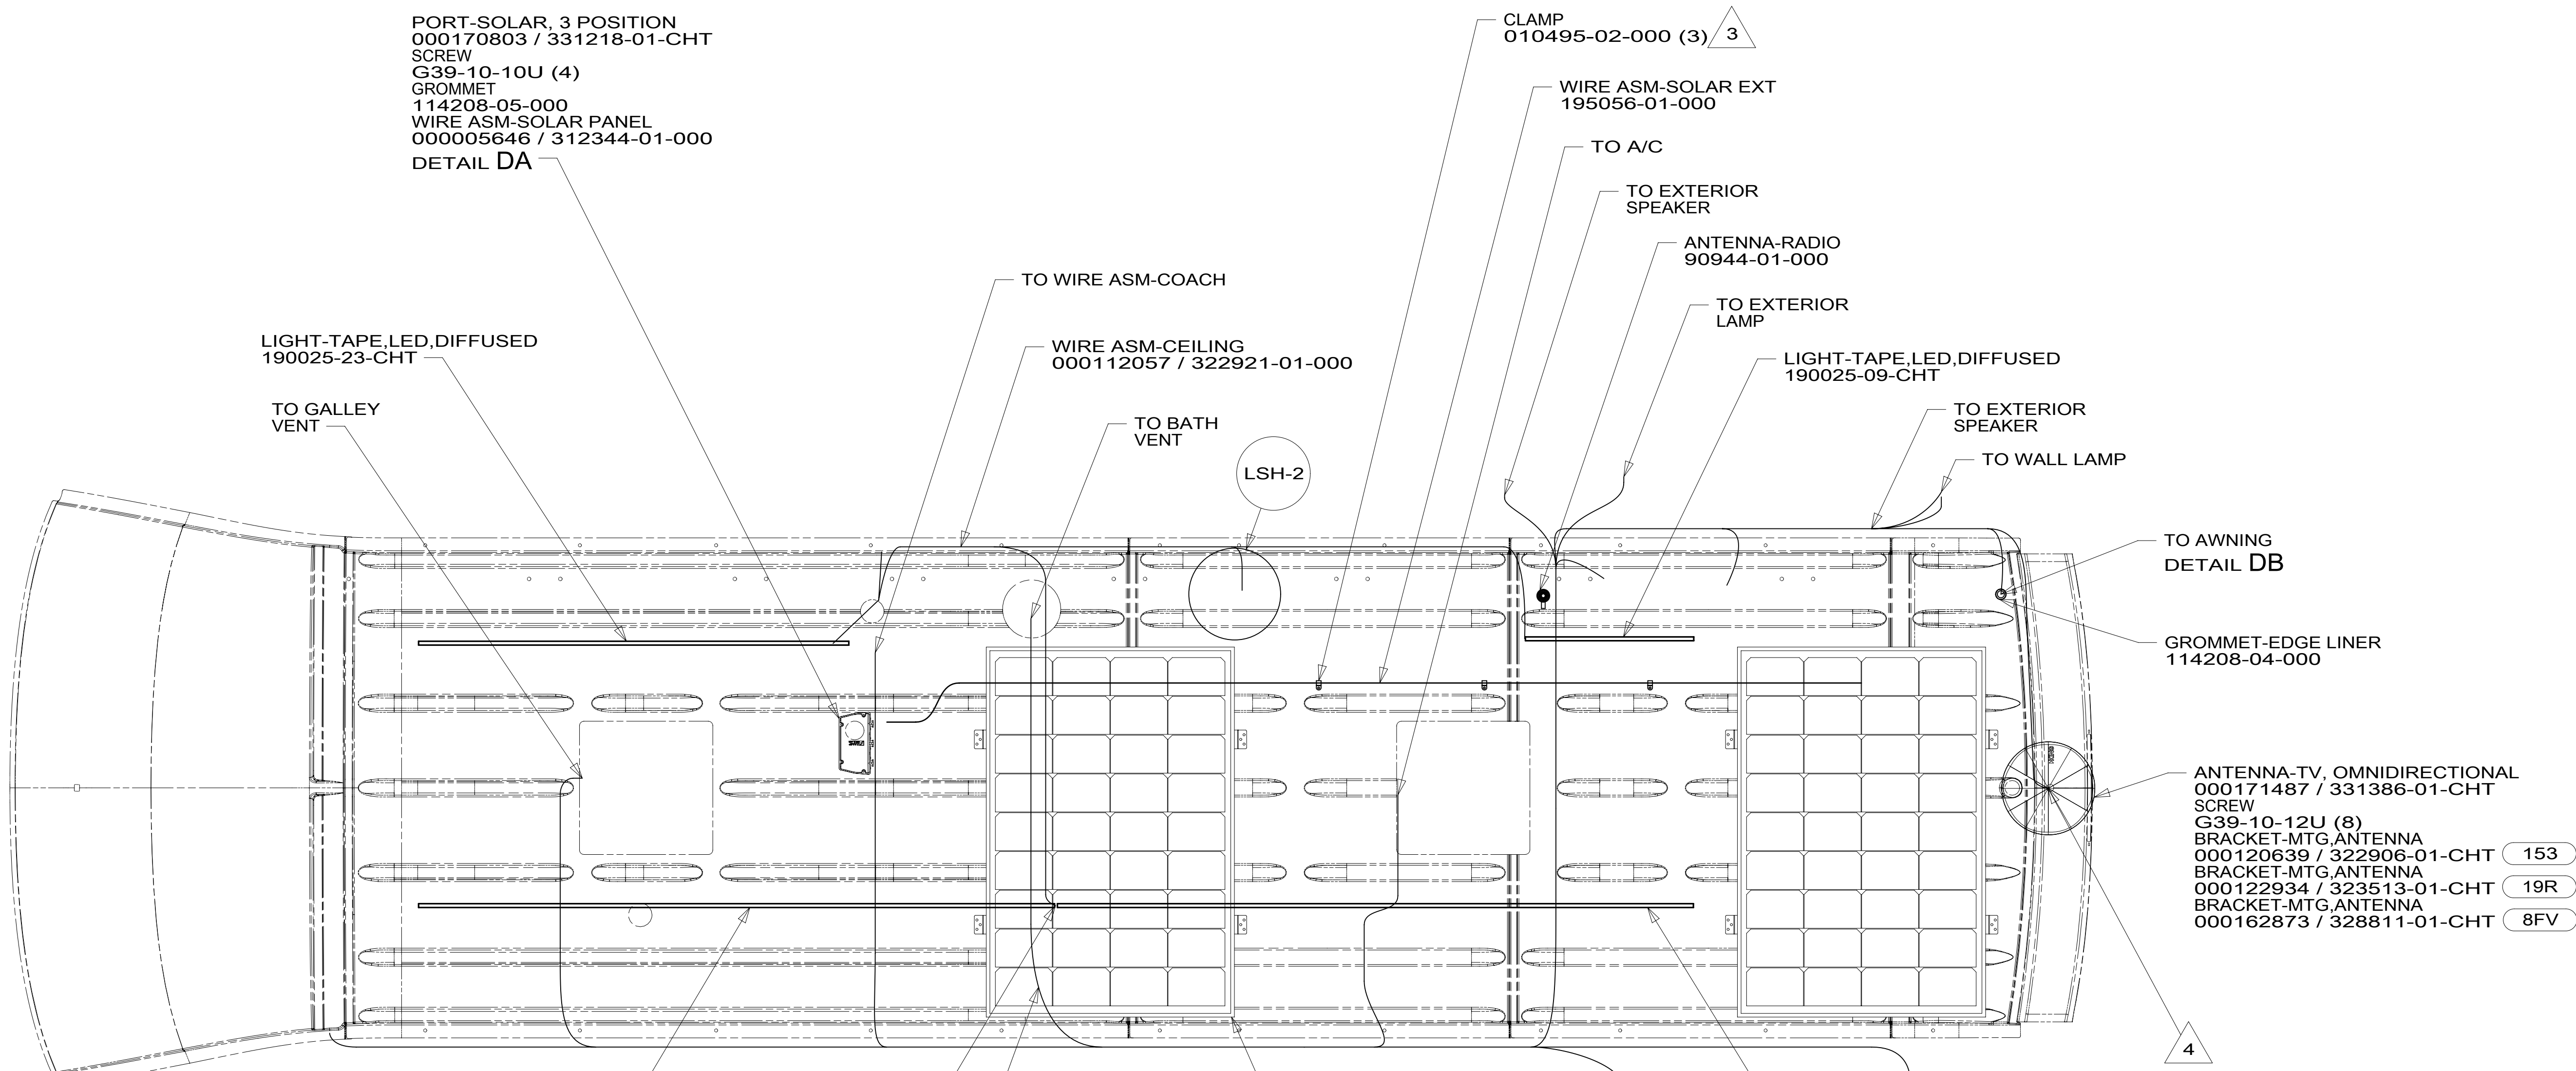 PORT-SOLAR, 3 POSITION
000170803 / 331218-01-CHT
SCREW
G39-10-10U (4)
GROMMET
114208-05-000
WIRE ASM-SOLAR PANEL
000005646 / 312344-01-000
DETAIL DA
CLAMP
010495-02-000 (3)
3
WIRE ASM-SOLAR EXT
195056-01-000
TO A/C
TO EXTERIOR
SPEAKER
ANTENNA-RADIO
90944-01-000
TO WIRE ASM-COACH
TO EXTERIOR
LAMP
LIGHT-TAPE,LED,DIFFUSED
190025-23-CHT
WIRE ASM-CEILING
000112057 / 322921-01-000
LIGHT-TAPE,LED,DIFFUSED
190025-09-CHT
TO GALLEY
VENT
TO BATH
VENT
TO EXTERIOR
SPEAKER
LSH-2
TO WALL LAMP
TO AWNING
DETAIL DB
GROMMET-EDGE LINER
114208-04-000
ANTENNA-TV, OMNIDIRECTIONAL
000171487 / 331386-01-CHT
SCREW
G39-10-12U (8)
BRACKET-MTG,ANTENNA
000120639 / 322906-01-CHT 153
BRACKET-MTG,ANTENNA
000122934 / 323513-01-CHT 19R
BRACKET-MTG,ANTENNA
000162873 / 328811-01-CHT 8FV
4